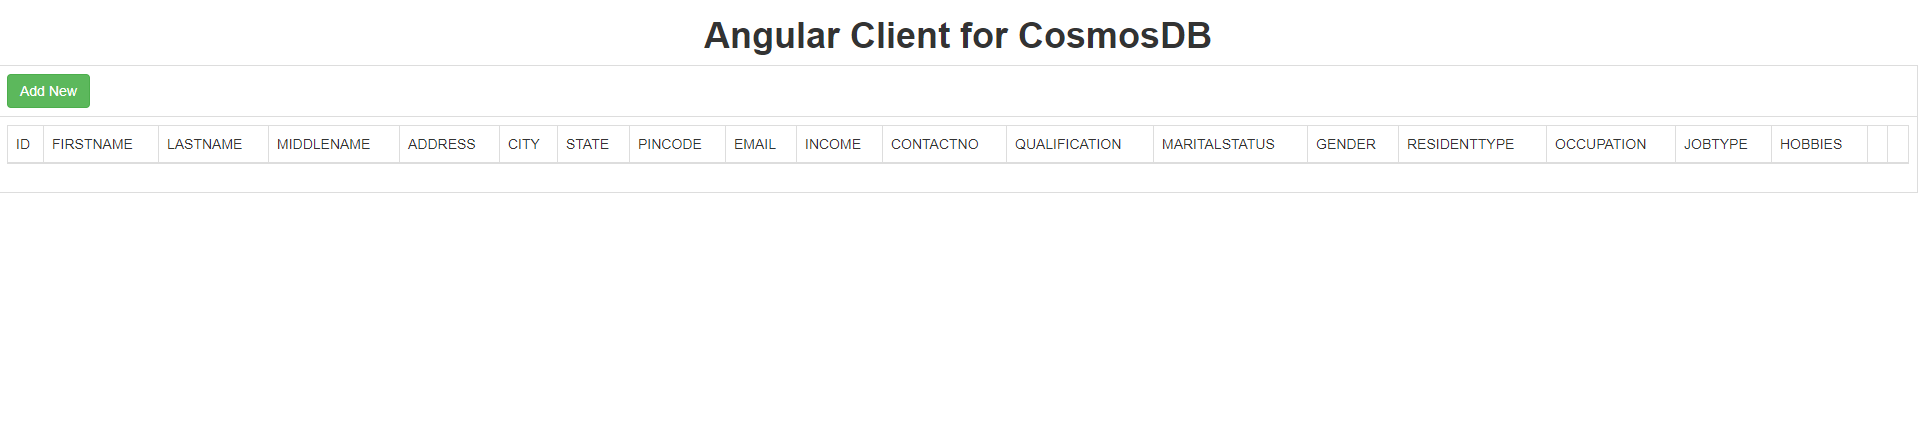 Angular Client for CosmosDB
Add New
ID FIRSTNAME LASTNAME MIDDLENAME ADDRESS CITY STATE PINCODE EMAIL INCOME CONTACTNO QUALIFICATION MARITALSTATUS GENDER RESIDENTTYPE OCCUPATION JOBTYPE HOBBIES